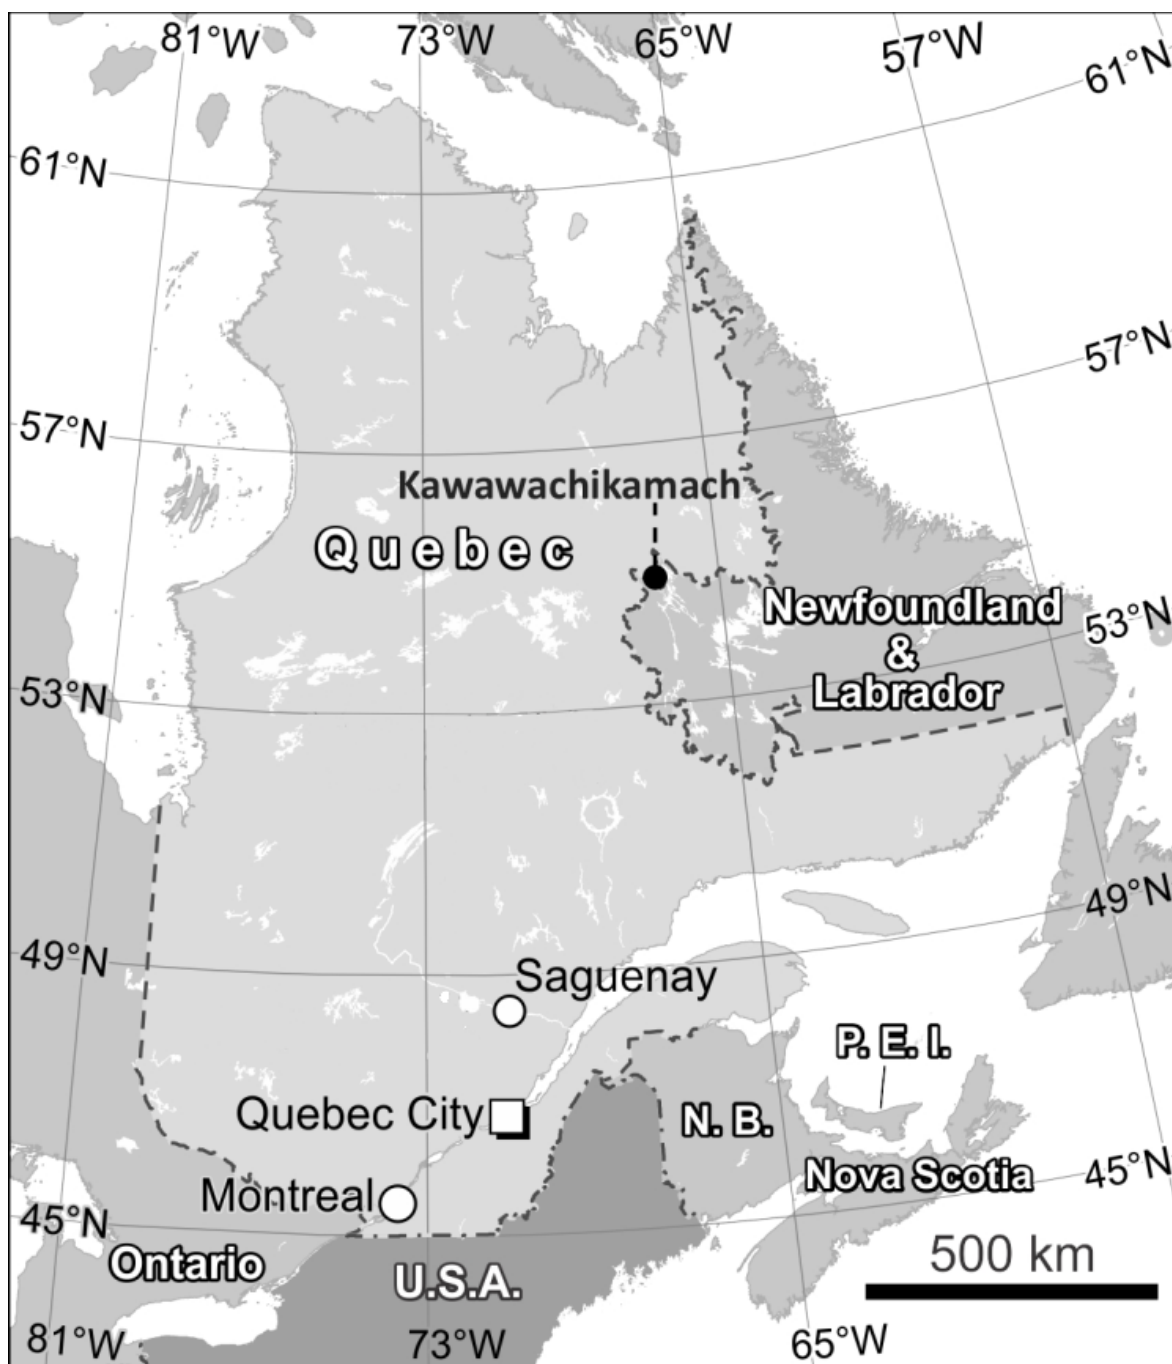 81°W
73°W
65°W
57°W
61°N
61°N
57°N
57°N
Kawawachikamach
Quebec
Newfoundland
&
Labrador
53°N
53°N
49°N
49°N
Saguenay
P. E. I.
Quebec City
N. B.
Nova Scotia
45°N
Montreal
45°N
Ontario
U.S.A.
500 km
81°W
73°W
65°W